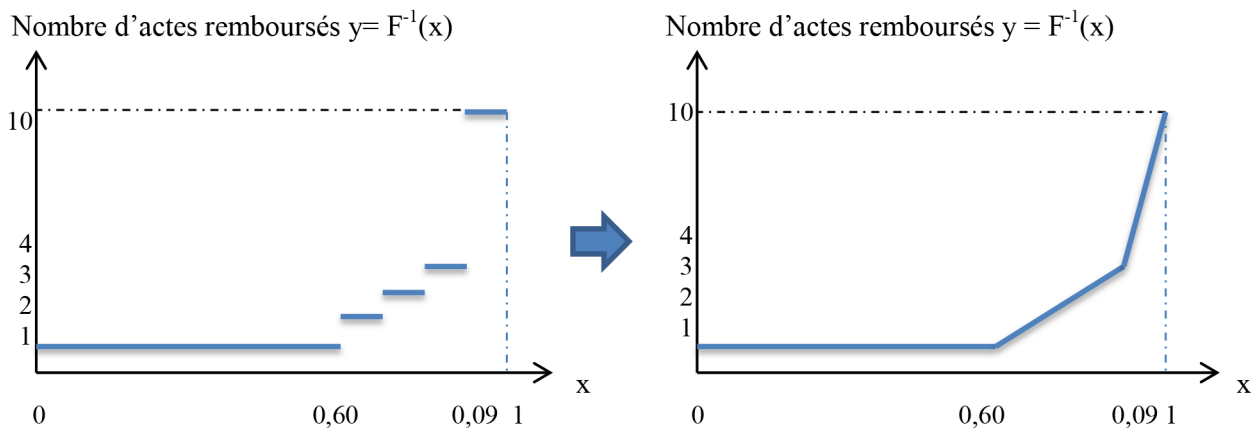 Nombre d’actes remboursés y= F⁻¹(x)
10
4
3
2
1
x
0 0,60 0,09 1
Nombre d’actes remboursés y = F⁻¹(x)
10
4
3
2
1
x
0 0,60 0,09 1